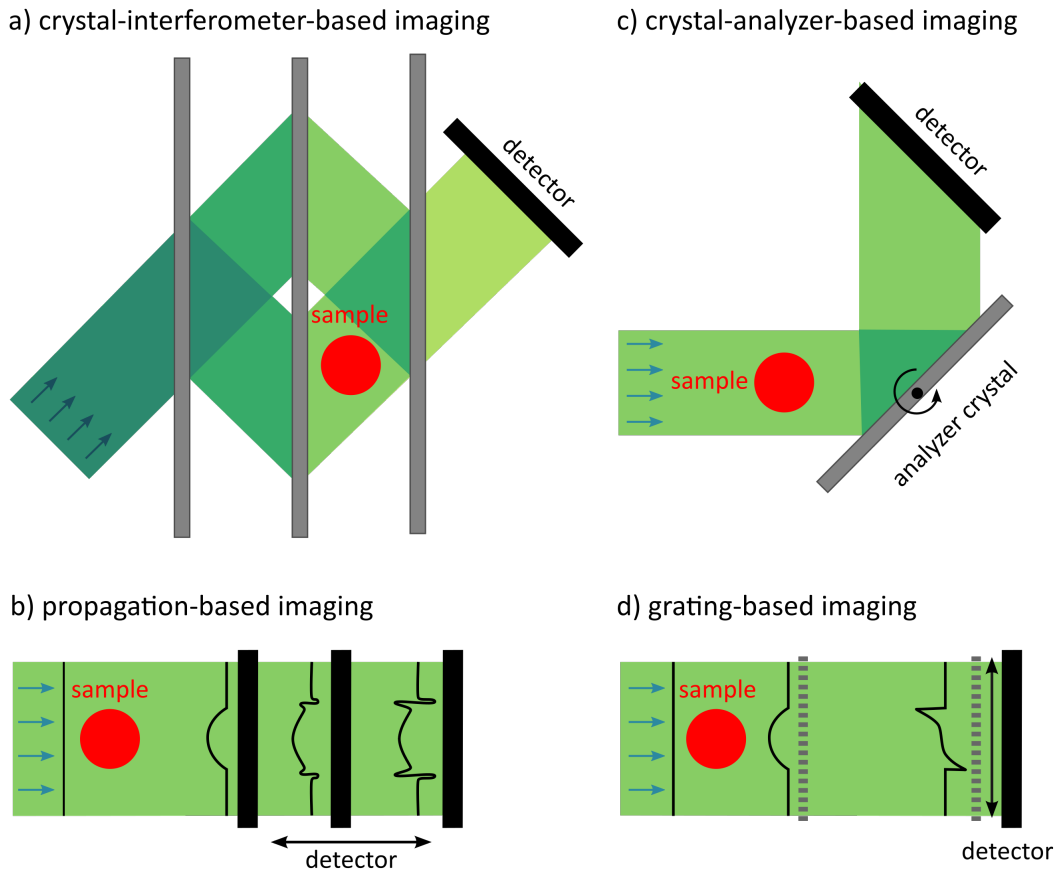 a) crystal-interferometer-based imaging
detector
sample
c) crystal-analyzer-based imaging
detector
sample
analyzer crystal
b) propagation-based imaging
sample
detector
d) grating-based imaging
sample
detector